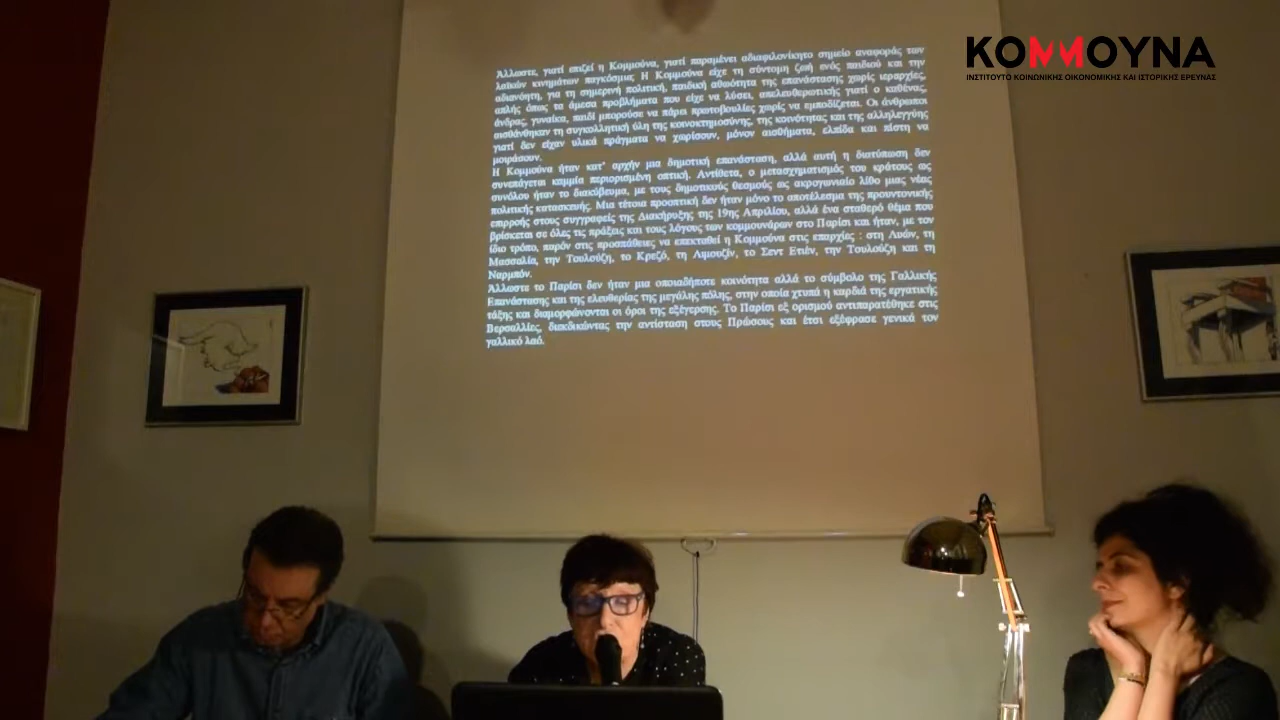 ΚΟΜΜΟΥΝΑ
ΙΝΣΤΙΤΟΥΤΟ ΚΟΙΝΩΝΙΚΗΣ ΟΙΚΟΝΟΜΙΚΗΣ ΚΑΙ ΙΣΤΟΡΙΚΗΣ ΕΡΕΥΝΑΣ
Άλλωστε, γιατί επιζεί η Κομμούνα, γιατί παραμένει αδιαφιλονίκητο σημείο αναφοράς των
λαϊκών κινημάτων παγκόσμια; Η Κομμούνα είχε τη σύντομη ζωή ενός παιδιού και την
αδιανόητη, για τη σημερινή πολιτική, παιδική αθωότητα της επανάστασης χωρίς ιεραρχίες,
απλής όπως τα άμεσα προβλήματα που είχε να λύσει, απελευθερωτικής γιατί ο καθένας,
άνδρας, γυναίκα, παιδί μπορούσε να πάρει πρωτοβουλίες χωρίς να εμποδίζεται. Οι άνθρωποι
αισθάνθηκαν τη συγκολλητική ύλη της κοινοκτημοσύνης, της κοινότητας και της αλληλεγγύης
γιατί δεν είχαν υλικά πράγματα να χωρίσουν, μόνον αισθήματα, ελπίδα και πίστη να
μοιράσουν.
Η Κομμούνα ήταν κατ' αρχήν μια δημοτική επανάσταση, αλλά αυτή η διατύπωση δεν
συνεπάγεται καμμία περιορισμένη οπτική. Αντίθετα, ο μετασχηματισμός του κράτους ως
συνόλου ήταν το διακύβευμα, με τους δημοτικούς θεσμούς ως ακρογωνιαίο λίθο μιας νέας
πολιτικής κατασκευής. Μια τέτοια προοπτική δεν ήταν μόνο το αποτέλεσμα της προυντονικής
επιρροής στους συγγραφείς της Διακήρυξης της 19ης Απριλίου, αλλά ένα σταθερό θέμα που
βρίσκεται σε όλες τις πράξεις και τους λόγους των κομμουνάρων στο Παρίσι και ήταν, με τον
ίδιο τρόπο, παρόν στις προσπάθειες να επεκταθεί η Κομμούνα στις επαρχίες : στη Λυών, τη
Μασσαλία, την Τουλούζη, το Κρεζό, τη Λιμουζίν, το Σεντ Ετιέν, την Τουλούζη και τη
Ναρμπόν.
Άλλωστε το Παρίσι δεν ήταν μια οποιαδήποτε κοινότητα αλλά το σύμβολο της Γαλλικής
Επανάστασης και της ελευθερίας της μεγάλης πόλης, στην οποία χτυπά η καρδιά της εργατικής
τάξης και διαμορφώνονται οι όροι της εξέγερσης. Το Παρίσι εξ ορισμού αντιπαρατέθηκε στις
Βερσαλλίες, διεκδικώντας την αντίσταση στους Πρώσους και έτσι εξέφρασε γενικά τον
γαλλικό λαό.